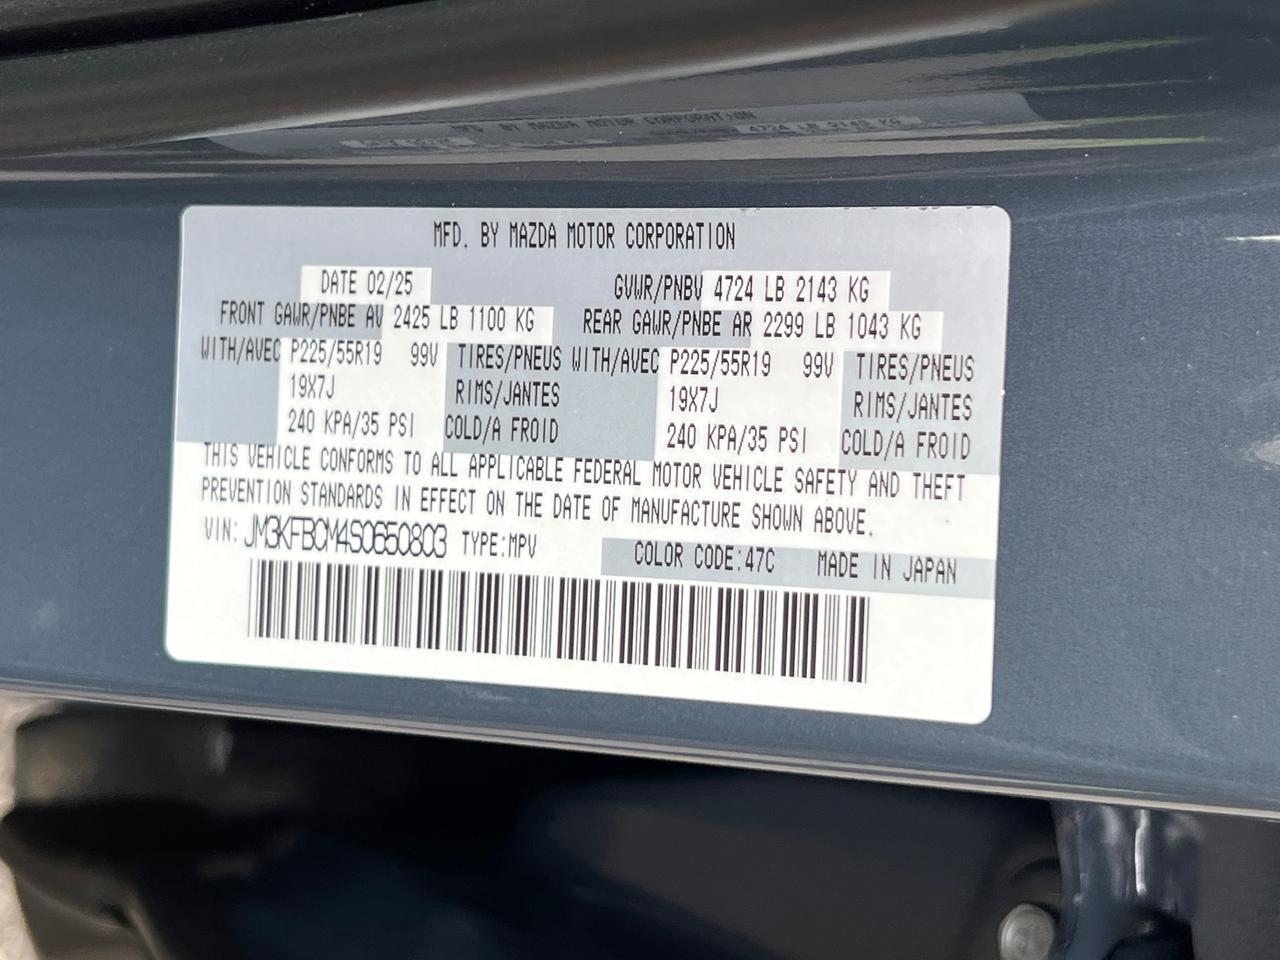 MFD. BY MAZDA MOTOR CORPORATION
DATE 02/25 GVWR/PNBV 4724 LB 2143 KG
FRONT GAWR/PNBE AV 2425 LB 1100 KG REAR GAWR/PNBE AR 2299 LB 1043 KG
WITH/AVEC P225/55R19 99V TIRES/PNEUS WITH/AVEC P225/55R19 99V TIRES/PNEUS
19X7J RIMS/JANTES 19X7J RIMS/JANTES
240 KPA/35 PSI COLD/A FROID 240 KPA/35 PSI COLD/A FROID
THIS VEHICLE CONFORMS TO ALL APPLICABLE FEDERAL MOTOR VEHICLE SAFETY AND THEFT
PREVENTION STANDARDS IN EFFECT ON THE DATE OF MANUFACTURE SHOWN ABOVE.
VIN: JM3KFBCM4S0650803 TYPE:MPV COLOR CODE:47C MADE IN JAPAN